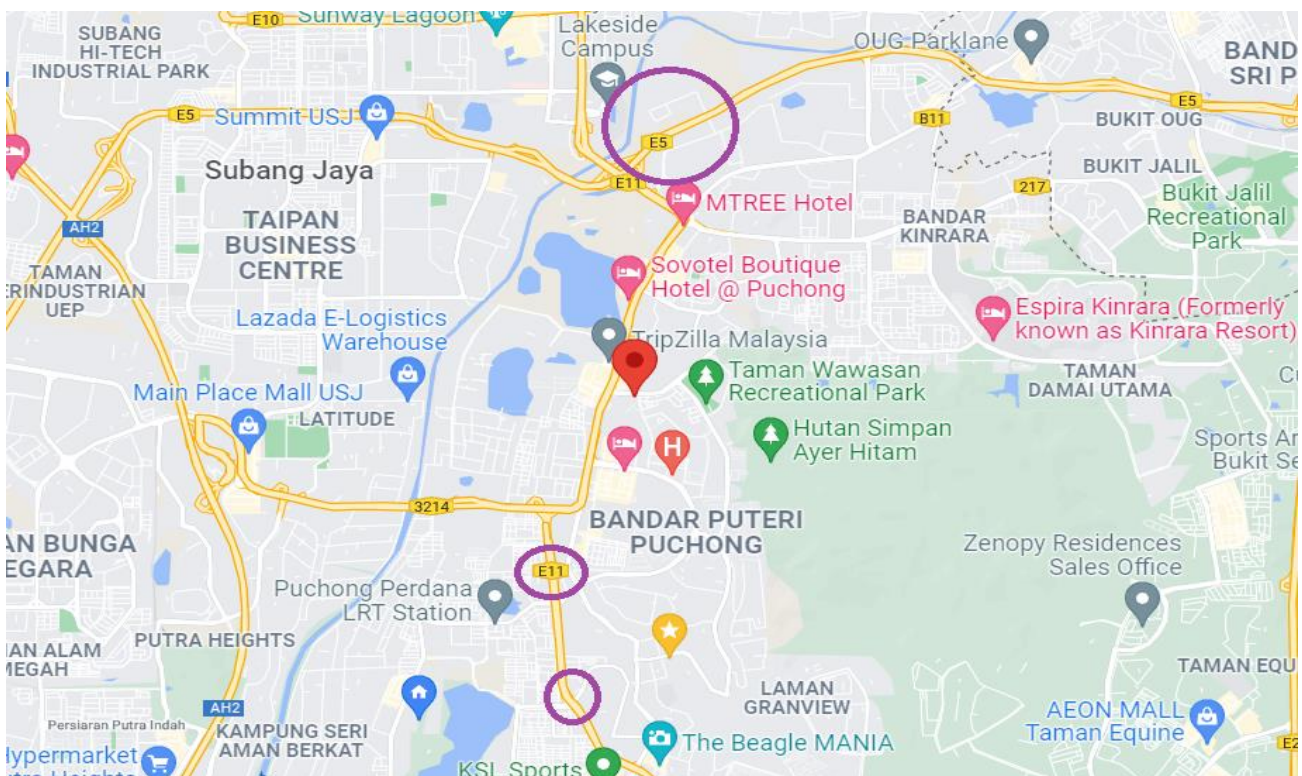 E10
Sunway Lagoon
Lakeside
Campus
OUG Parklane
SUBANG
HI-TECH
INDUSTRIAL PARK
BAND
SRI P
E5
Summit USJ
E5
B11
E5
BUKIT OUG
Subang Jaya
E11
BUKIT JALIL
217
Bukit Jalil
Recreational
Park
MTREE Hotel
AH2
TAIPAN
BUSINESS
CENTRE
BANDAR
KINRARA
TAMAN
ERINDUSTRIAN
UEP
Sovotel Boutique
Hotel @ Puchong
Espira Kinrara (Formerly
known as Kinrara Resort)
Lazada E-Logistics
Warehouse
TripZilla Malaysia
Taman Wawasan
Recreational Park
TAMAN
DAMAI UTAMA
Main Place Mall USJ
LATITUDE
Hutan Simpan
Ayer Hitam
H
Sports Ar
Bukit Se
3214
BANDAR PUTERI
PUCHONG
AN BUNGA
EGARA
E11
Zenopy Residences
Sales Office
Puchong Perdana
LRT Station
PUTRA HEIGHTS
AN ALAM
MEGAH
TAMAN EQU
LAMAN
GRANVIEW
AH2
Persiaran Putra Indah
KAMPUNG SERI
AMAN BERKAT
AEON MALL
Taman Equine
The Beagle MANIA
E2
Hypermarket
KSL Sports